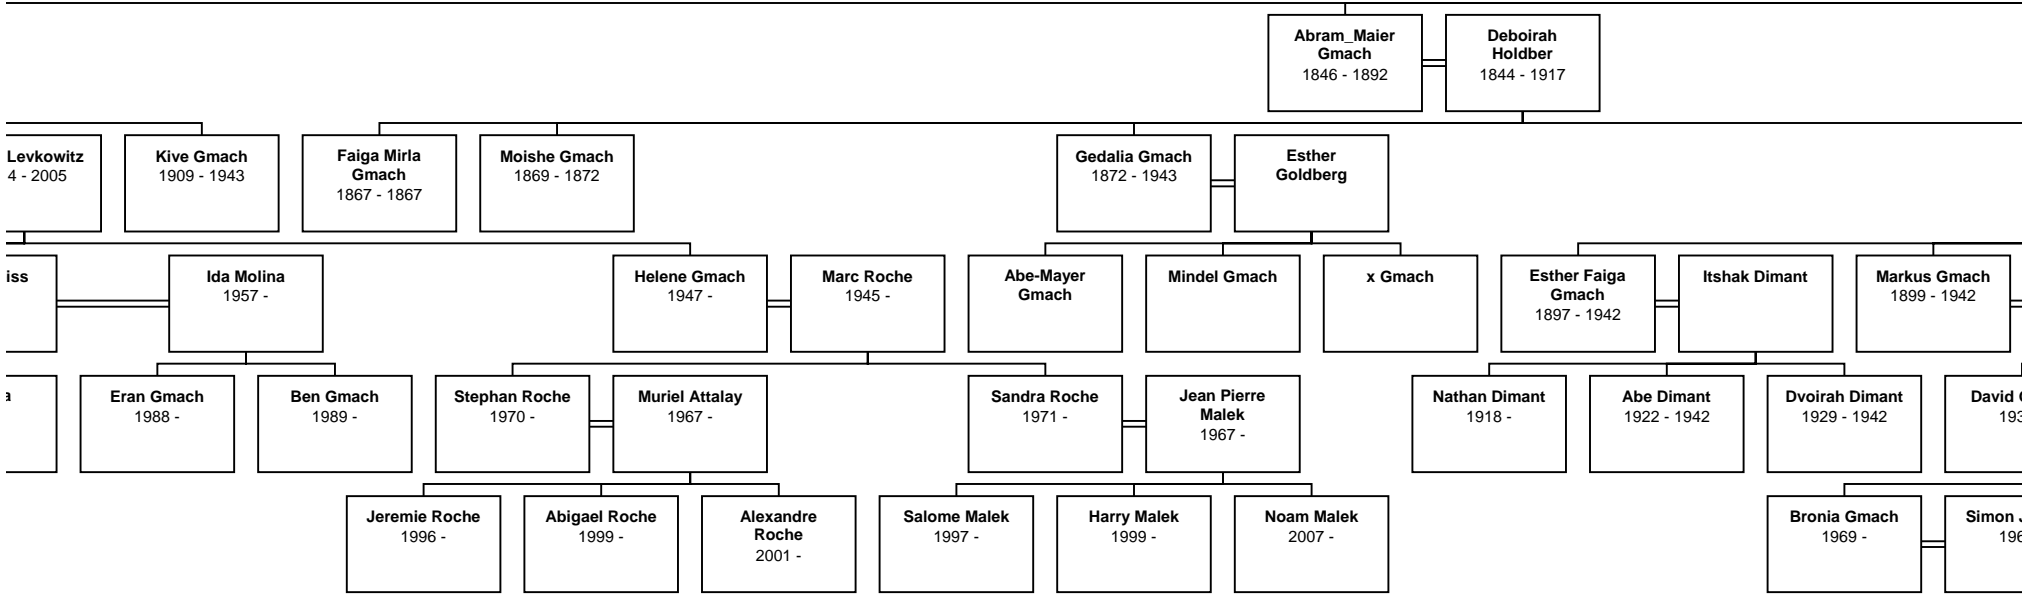 Abram_Maier
Gmach
1846 - 1892
Deboirah
Holdber
1844 - 1917
Levkowitz
4 - 2005
Kive Gmach
1909 - 1943
Faiga Mirla
Gmach
1867 - 1867
Moishe Gmach
1869 - 1872
Gedalia Gmach
1872 - 1943
Esther
Goldberg
iss
Ida Molina
1957 -
Helene Gmach
1947 -
Marc Roche
1945 -
Abe-Mayer
Gmach
Mindel Gmach
x Gmach
Esther Faiga
Gmach
1897 - 1942
Itshak Dimant
Markus Gmach
1899 - 1942
a
Eran Gmach
1988 -
Ben Gmach
1989 -
Stephan Roche
1970 -
Muriel Attalay
1967 -
Sandra Roche
1971 -
Jean Pierre
Malek
1967 -
Nathan Dimant
1918 -
Abe Dimant
1922 - 1942
Dvoirah Dimant
1929 - 1942
David
193
Jeremie Roche
1996 -
Abigael Roche
1999 -
Alexandre
Roche
2001 -
Salome Malek
1997 -
Harry Malek
1999 -
Noam Malek
2007 -
Bronia Gmach
1969 -
Simon
196